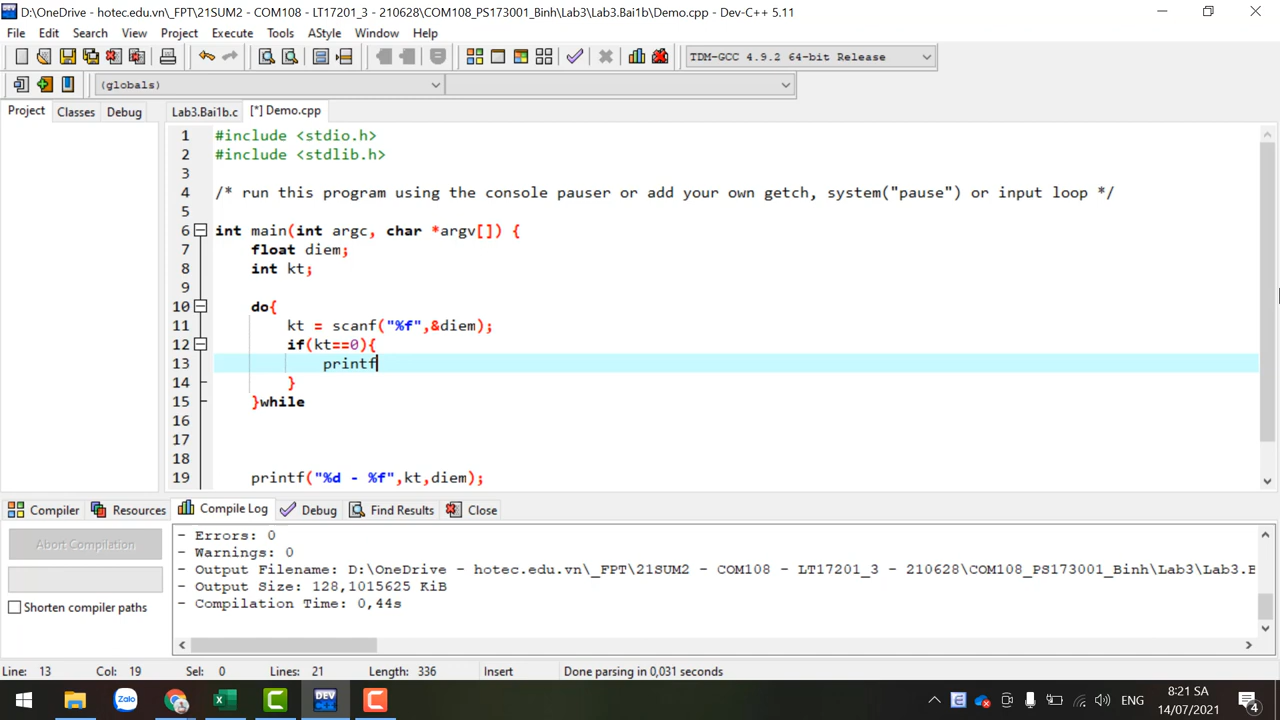 D:\OneDrive - hotec.edu.vn\_FPT\21SUM2 - COM108 - LT17201_3 - 210628\COM108_PS173001_Binh\Lab3\Lab3.Bai1b\Demo.cpp - Dev-C++ 5.11
File Edit Search View Project Execute Tools AStyle Window Help
TDM-GCC 4.9.2 64-bit Release
(globals)
Project Classes Debug Lab3.Bai1b.c [*] Demo.cpp
1 #include <stdio.h>
2 #include <stdlib.h>
3
4 /* run this program using the console pauser or add your own getch, system("pause") or input loop */
5
6 int main(int argc, char *argv[]) {
7 float diem;
8 int kt;
9
10 do{
11 kt = scanf("%f",&diem);
12 if(kt==0){
13 printf
14 }
15 }while
16
17
18
19 printf("%d - %f",kt,diem);
Compiler Resources Compile Log Debug Find Results Close
Abort Compilation
Shorten compiler paths
- Errors: 0
- Warnings: 0
- Output Filename: D:\OneDrive - hotec.edu.vn\_FPT\21SUM2 - COM108 - LT17201_3 - 210628\COM108_PS173001_Binh\Lab3\Lab3.B
- Output Size: 128,1015625 KiB
- Compilation Time: 0,44s
Line: 13 Col: 19 Sel: 0 Lines: 21 Length: 336 Insert Done parsing in 0,031 seconds
Zalo DEV ENG 8:21 SA
14/07/2021 4